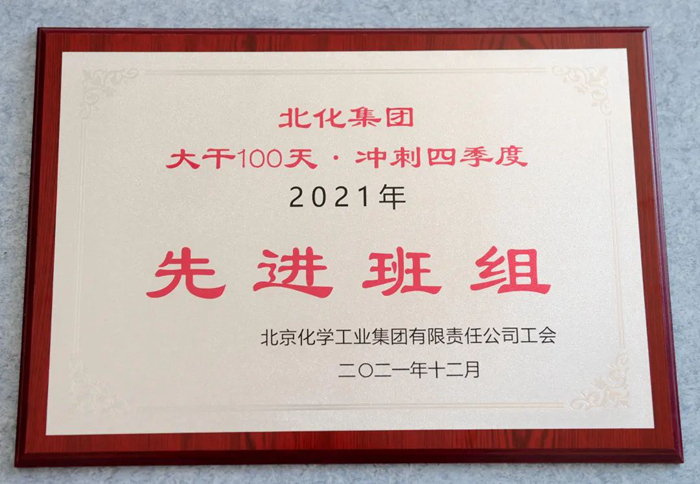 北化集团
大干100天·冲刺四季度
2021年
先进班组
北京化学工业集团有限责任公司工会
二〇二一年十二月